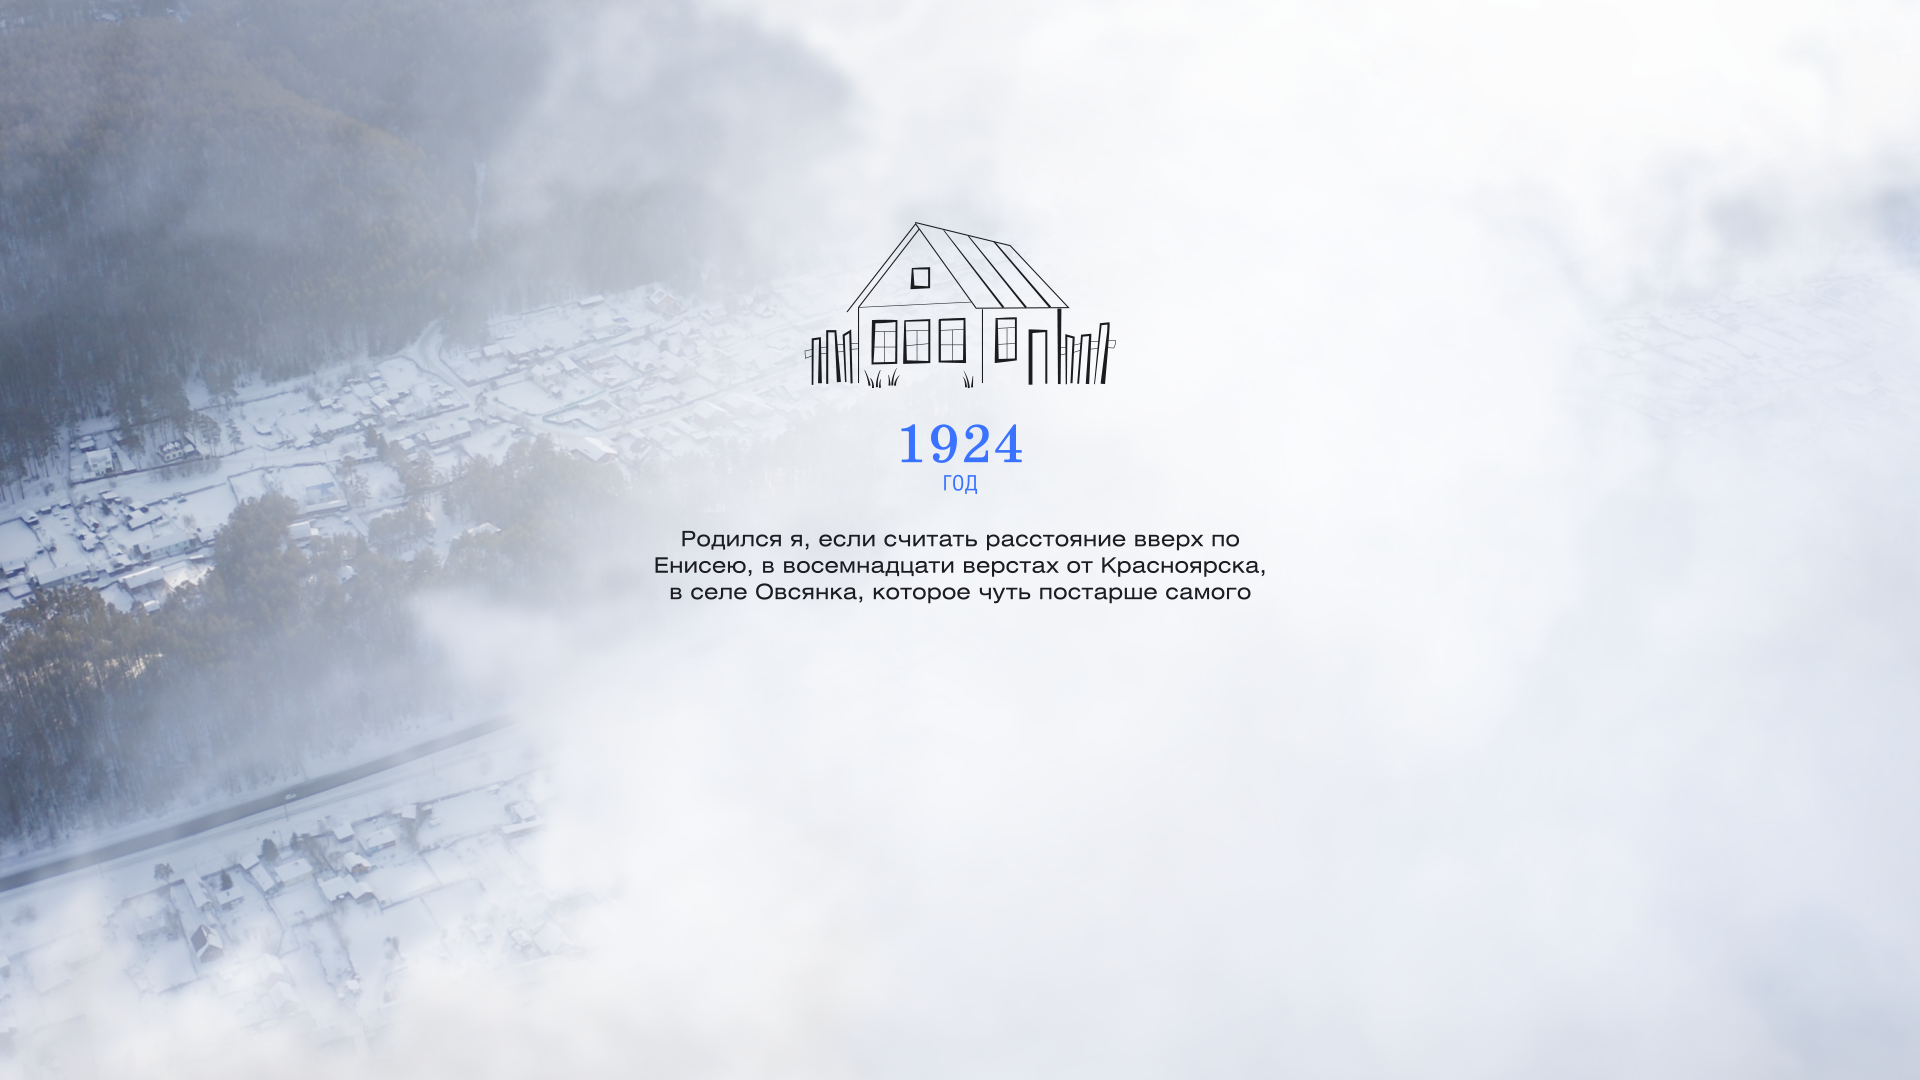 1924
ГОД
Родился я, если считать расстояние вверх по
Енисею, в восемнадцати верстах от Красноярска,
в селе Овсянка, которое чуть постарше самого